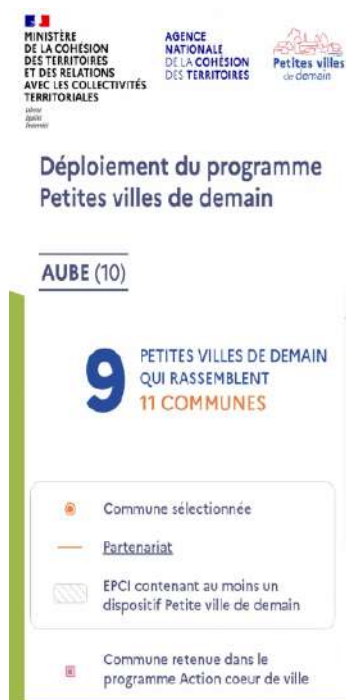 MINISTÈRE
DE LA COHÉSION
DES TERRITOIRES
ET DES RELATIONS
AVEC LES COLLECTIVITÉS
TERRITORIALES
Liberté
Égalité
Fraternité
AGENCE
NATIONALE
DE LA COHÉSION
DES TERRITOIRES
Petites villes
de demain
Déploiement du programme
Petites villes de demain
AUBE (10)
9
PETITES VILLES DE DEMAIN
QUI RASSEMBLENT
11 COMMUNES
Commune sélectionnée
Partenariat
EPCI contenant au moins un
dispositif Petite ville de demain
Commune retenue dans le
programme Action coeur de ville